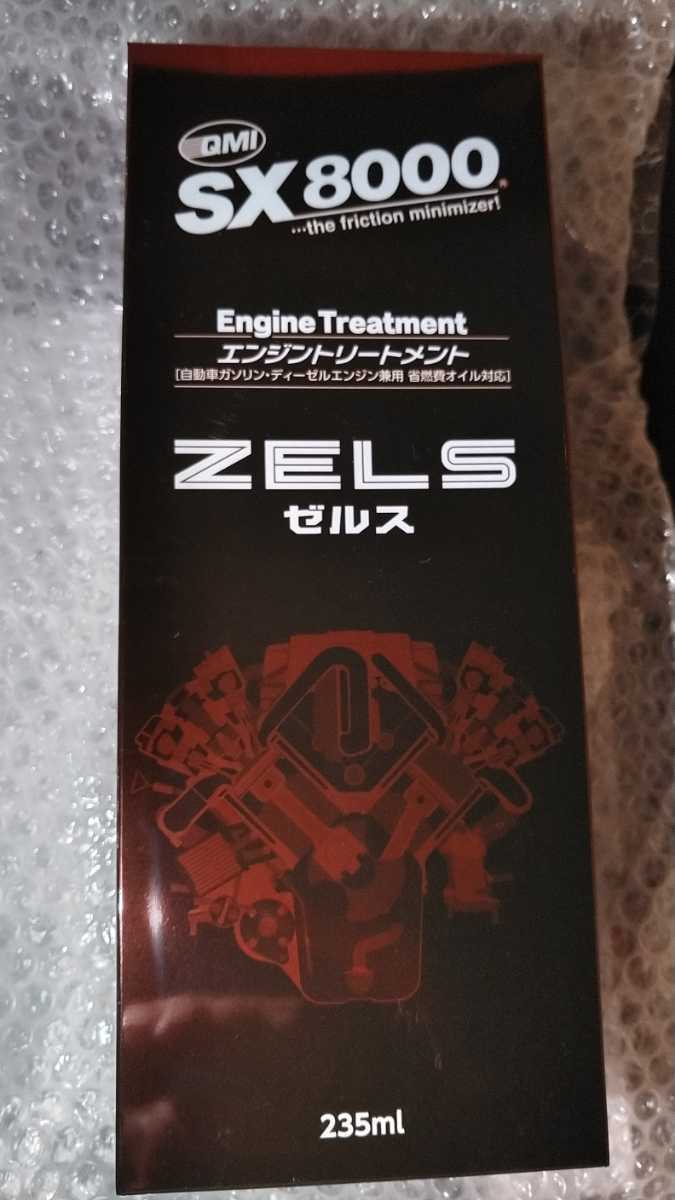 QMI
SX8000®
...the friction minimizer!
Engine Treatment
エンジントリートメント
[自動車ガソリン・ディーゼルエンジン兼用 省燃費オイル対応]
ZELS
ゼルス
235ml